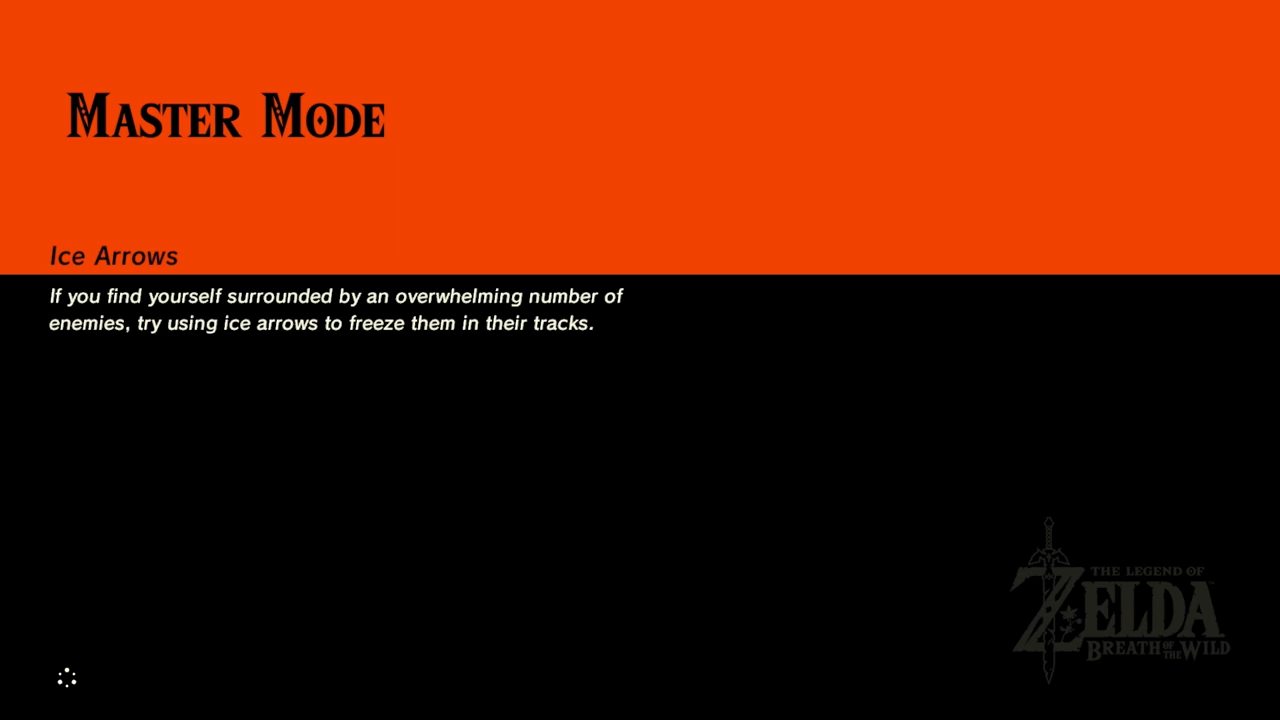 Master Mode
Ice Arrows
If you find yourself surrounded by an overwhelming number of
enemies, try using ice arrows to freeze them in their tracks.
THE LEGEND OF
ZELDA
BREATH OF THE WILD